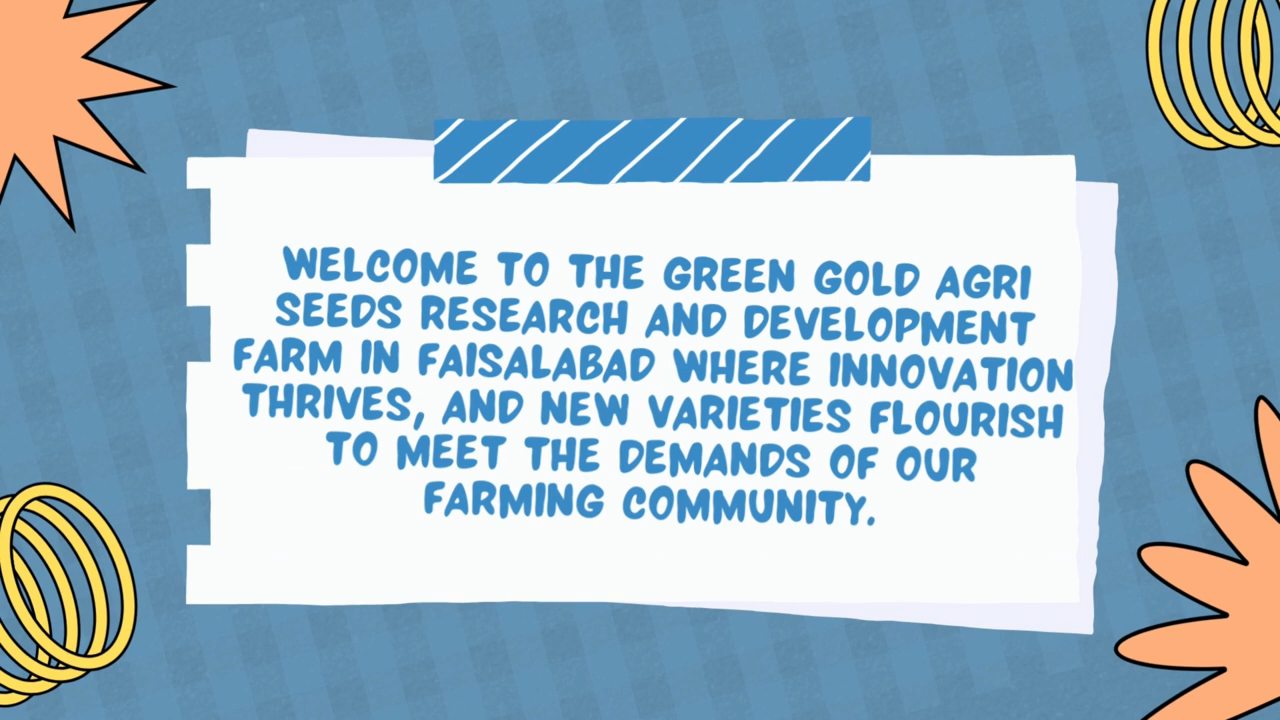 WELCOME TO THE GREEN GOLD AGRI
SEEDS RESEARCH AND DEVELOPMENT
FARM IN FAISALABAD WHERE INNOVATION
THRIVES, AND NEW VARIETIES FLOURISH
TO MEET THE DEMANDS OF OUR
FARMING COMMUNITY.